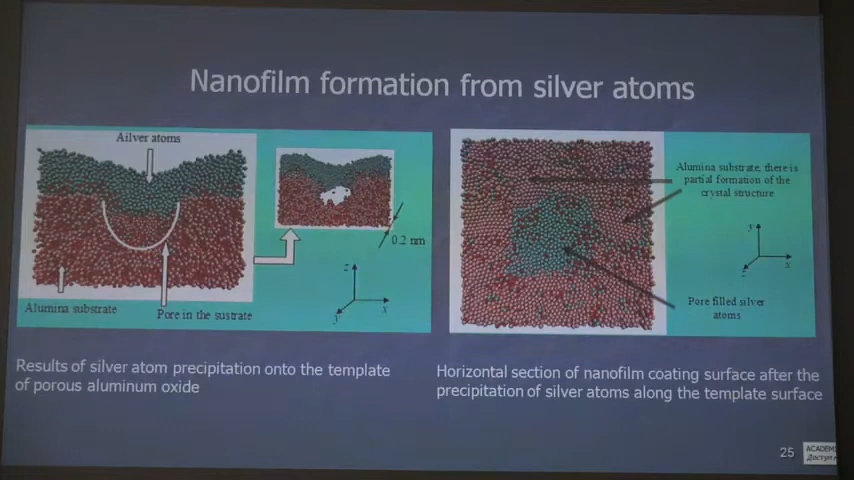 Nanofilm formation from silver atoms
Ailver atoms
0.2 nm
z
x
y
Alumina substrate
Pore in the sustrate
Alumina substrate, there is
partial formation of the
crystal structure
y
x
z
Pore filled silver
atoms
Results of silver atom precipitation onto the template
of porous aluminum oxide
Horizontal section of nanofilm coating surface after the
precipitation of silver atoms along the template surface
25